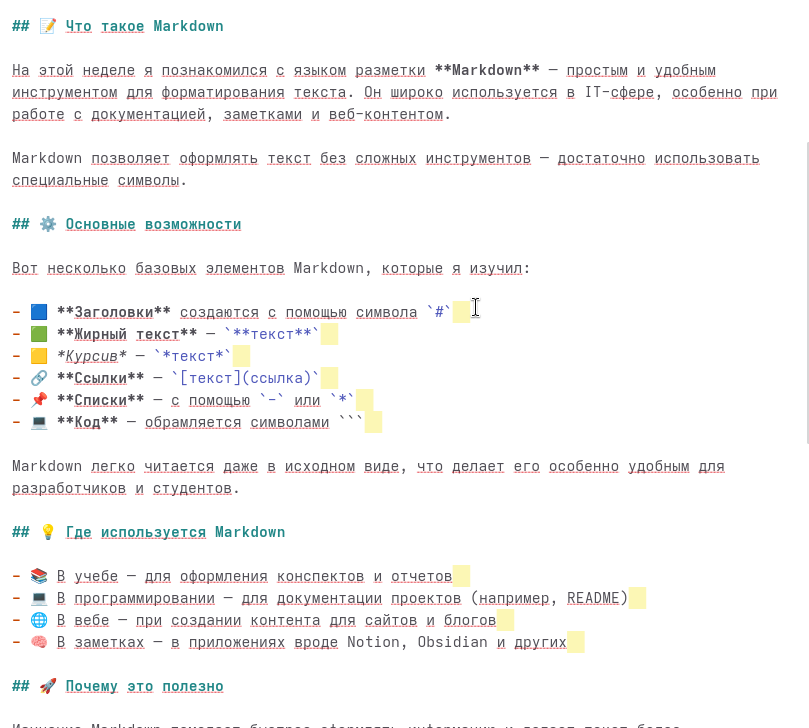 ## 📝 Что такое Markdown
На этой неделе я познакомился с языком разметки **Markdown** — простым и удобным
инструментом для форматирования текста. Он широко используется в IT-сфере, особенно при
работе с документацией, заметками и веб-контентом.
Markdown позволяет оформлять текст без сложных инструментов — достаточно использовать
специальные символы.
## ⚙️ Основные возможности
Вот несколько базовых элементов Markdown, которые я изучил:
- 🟦 **Заголовки** создаются с помощью символа `#`
- 🟩 **Жирный текст** — `**текст**`
- 🟨 *Курсив* — `*текст*`
- 🔗 **Ссылки** — `[текст](ссылка)`
- 📌 **Списки** — с помощью `-` или `*`
- 💻 **Код** — обрамляется символами ```
Markdown легко читается даже в исходном виде, что делает его особенно удобным для
разработчиков и студентов.
## 💡 Где используется Markdown
- 📚 В учебе — для оформления конспектов и отчетов
- 💻 В программировании — для документации проектов (например, README)
- 🌐 В вебе — при создании контента для сайтов и блогов
- 🧠 В заметках — в приложениях вроде Notion, Obsidian и других
## 🚀 Почему это полезно